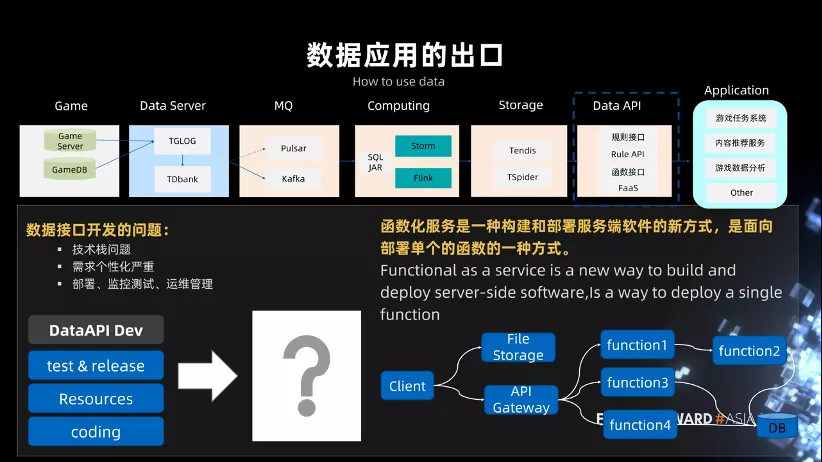 数据应用的出口
How to use data
Game
Data Server
MQ
Computing
Storage
Data API
Application
Game
Server
GameDB
TGLOG
TDbank
Pulsar
Kafka
SQL
JAR
Storm
Flink
Tendis
TSpider
规则接口
Rule API
函数接口
FaaS
游戏任务系统
内容推荐服务
游戏数据分析
Other
数据接口开发的问题：
▪ 技术栈问题
▪ 需求个性化严重
▪ 部署、监控测试、运维管理
DataAPI Dev
test & release
Resources
coding
?
函数化服务是一种构建和部署服务端软件的新方式，是面向
部署单个的函数的一种方式。
Functional as a service is a new way to build and
deploy server-side software,Is a way to deploy a single
function
Client
File
Storage
API
Gateway
function1
function2
function3
function4
WARD #ASIA
DB